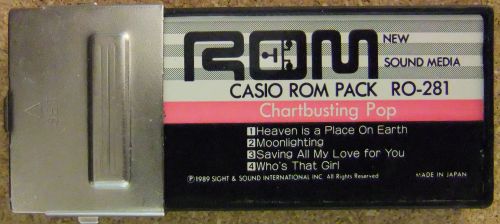 ROM
NEW
SOUND MEDIA
CASIO ROM PACK RO-281
Chartbusting Pop
1 Heaven is a Place On Earth
2 Moonlighting
3 Saving All My Love for You
4 Who's That Girl
Ⓟ1989 SIGHT & SOUND INTERNATIONAL INC. All Rights Reserved
MADE IN JAPAN